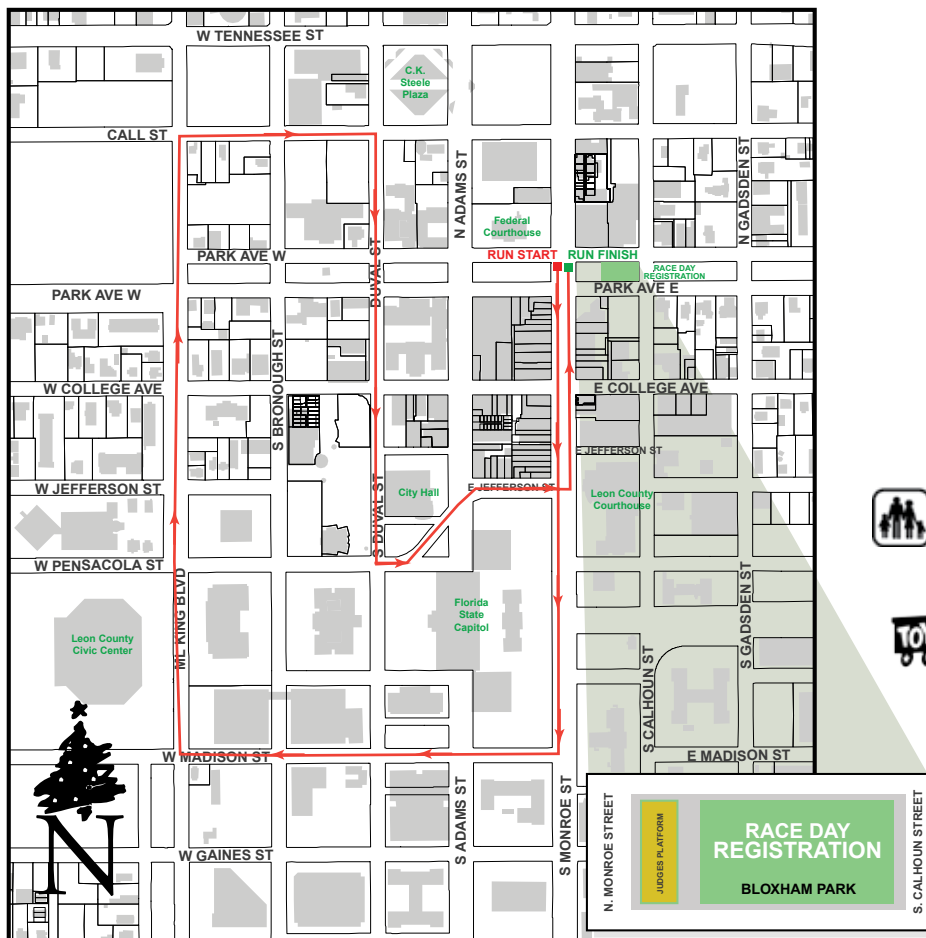 W TENNESSEE ST
C.K.
Steele
Plaza
CALL ST
N ADAMS ST
N GADSDEN ST
Federal
Courthouse
PARK AVE W
DUVAL ST
RUN START
RUN FINISH
RACE DAY
REGISTRATION
PARK AVE W
PARK AVE E
S BRONOUGH ST
W COLLEGE AVE
E COLLEGE AVE
E JEFFERSON ST
W JEFFERSON ST
City Hall
E JEFFERSON ST
Leon County
Courthouse
S DUVAL ST
W PENSACOLA ST
ML KING BLVD
Florida
State
Capitol
Leon County
Civic Center
S GADSDEN ST
S CALHOUN ST
W MADISON ST
E MADISON ST
S ADAMS ST
S MONROE ST
W GAINES ST
N
N. MONROE STREET
JUDGES PLATFORM
RACE DAY
REGISTRATION
BLOXHAM PARK
S. CALHOUN STREET